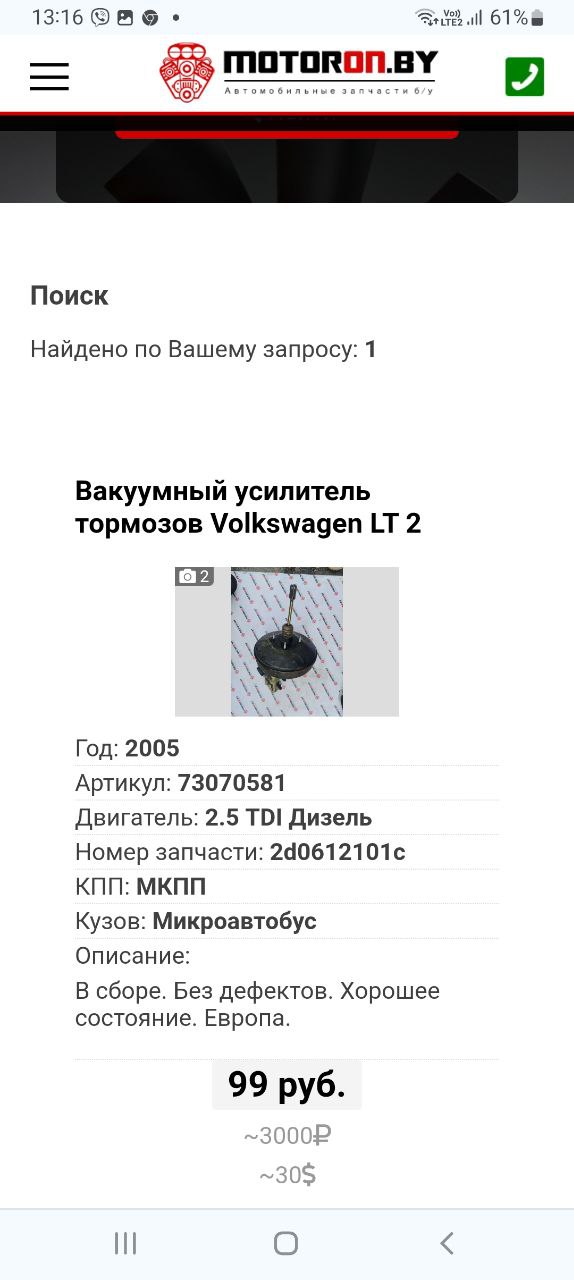 13:16
Vo)) LTE2 61%
MOTORON.BY
Автомобильные запчасти б/у
Поиск
Найдено по Вашему запросу: 1
Вакуумный усилитель
тормозов Volkswagen LT 2
2
Год: 2005
Артикул: 73070581
Двигатель: 2.5 TDI Дизель
Номер запчасти: 2d0612101c
КПП: МКПП
Кузов: Микроавтобус
Описание:
В сборе. Без дефектов. Хорошее
состояние. Европа.
99 руб.
~3000₽
~30$